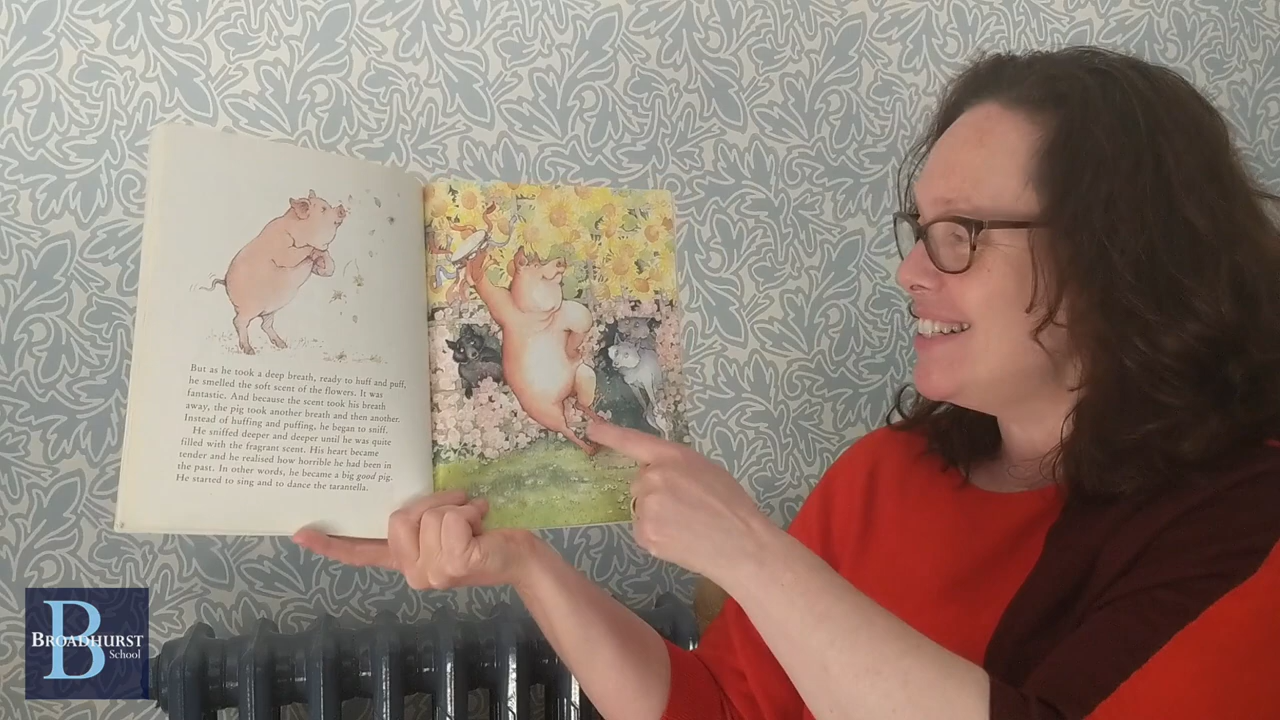 But as he took a deep breath, ready to huff and puff,
he smelled the soft scent of the flowers. It was
fantastic. And because the scent took his breath
away, the pig took another breath and then another.
Instead of huffing and puffing, he began to sniff.
He sniffed deeper and deeper until he was quite
filled with the fragrant scent. His heart became
tender and he realised how horrible he had been in
the past. In other words, he became a big good pig.
He started to sing and to dance the tarantella.
B
BROADHURST
School